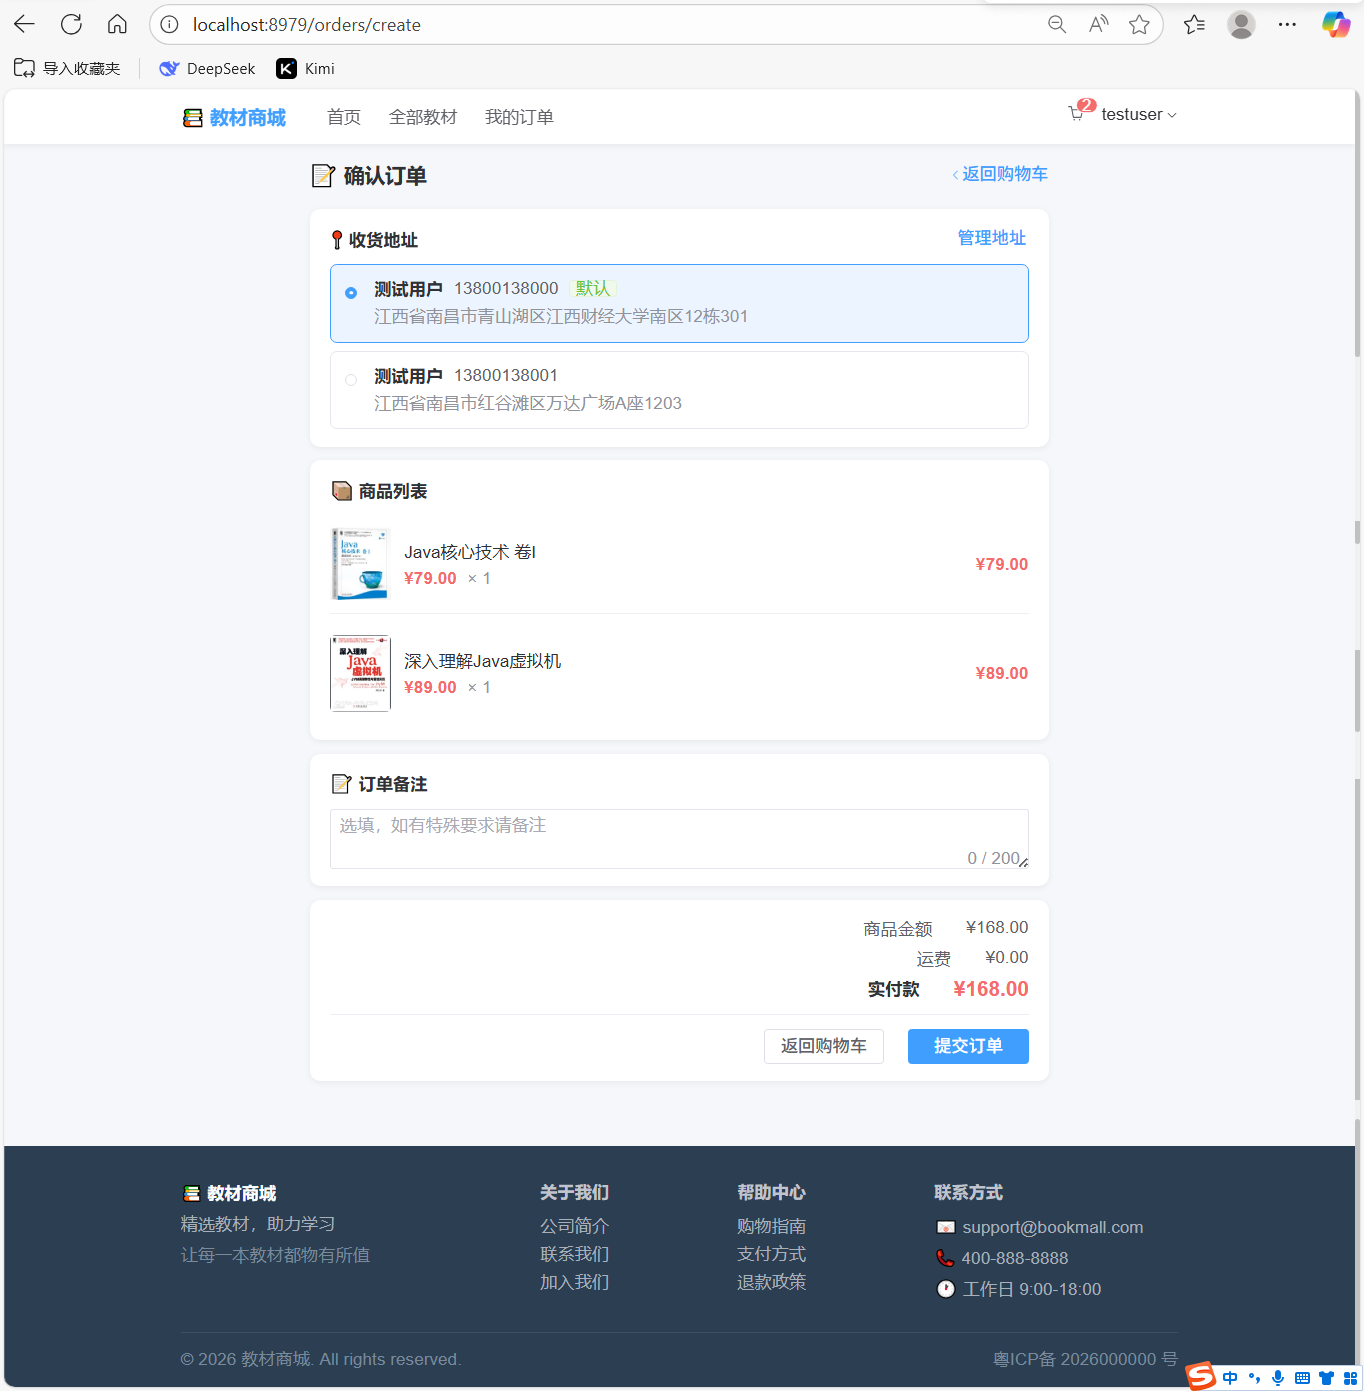 localhost:8979/orders/create
导入收藏夹 DeepSeek Kimi
教材商城 首页 全部教材 我的订单 2 testuser
确认订单 返回购物车
收货地址 管理地址
测试用户 13800138000 默认
江西省南昌市青山湖区江西财经大学南区12栋301
测试用户 13800138001
江西省南昌市红谷滩区万达广场A座1203
商品列表
Java核心技术 卷I
¥79.00 × 1 ¥79.00
深入理解Java虚拟机
¥89.00 × 1 ¥89.00
订单备注
选填，如有特殊要求请备注
0 / 200
商品金额 ¥168.00
运费 ¥0.00
实付款 ¥168.00
返回购物车 提交订单
教材商城 关于我们 帮助中心 联系方式
精选教材，助力学习 公司简介 购物指南 support@bookmall.com
让每一本教材都物有所值 联系我们 支付方式 400-888-8888
加入我们 退款政策 工作日 9:00-18:00
© 2026 教材商城. All rights reserved. 粤ICP备 2026000000 号
中